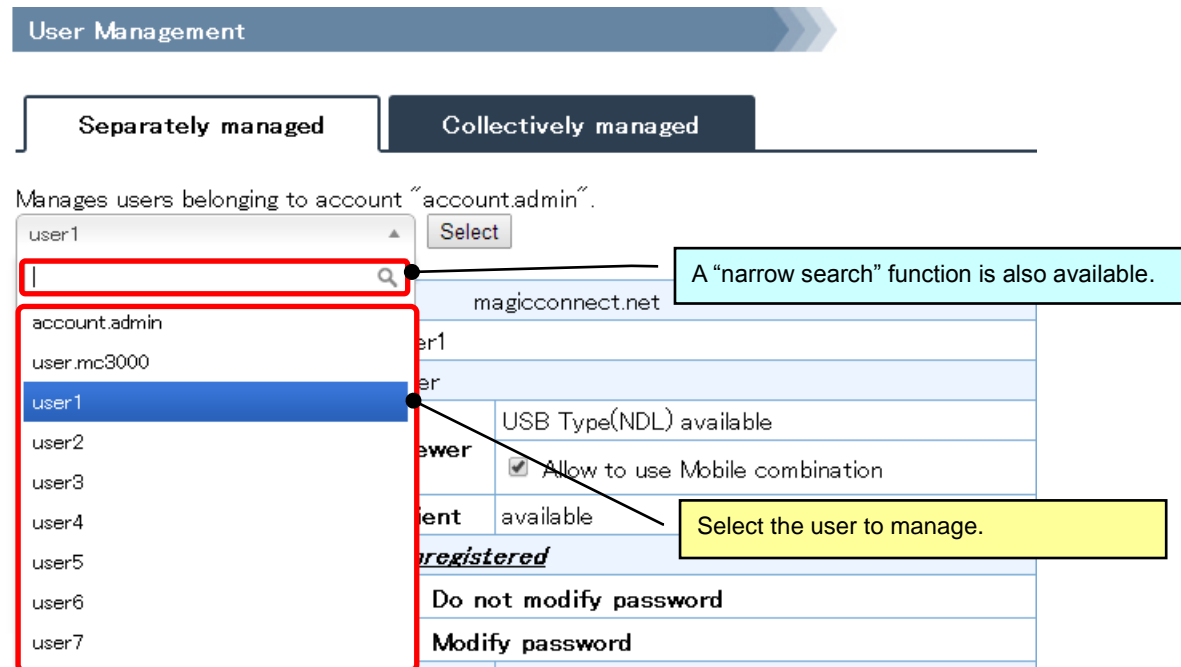 User Management
Separately managed
Collectively managed
Manages users belonging to account "account.admin".
user1
Select
A “narrow search” function is also available.
magicconnect.net
account.admin
er1
user.mc3000
er
user1
USB Type(NDL) available
user2
ewer
Allow to use Mobile combination
user3
user4
ient
available
Select the user to manage.
user5
registered
user6
Do not modify password
user7
Modify password